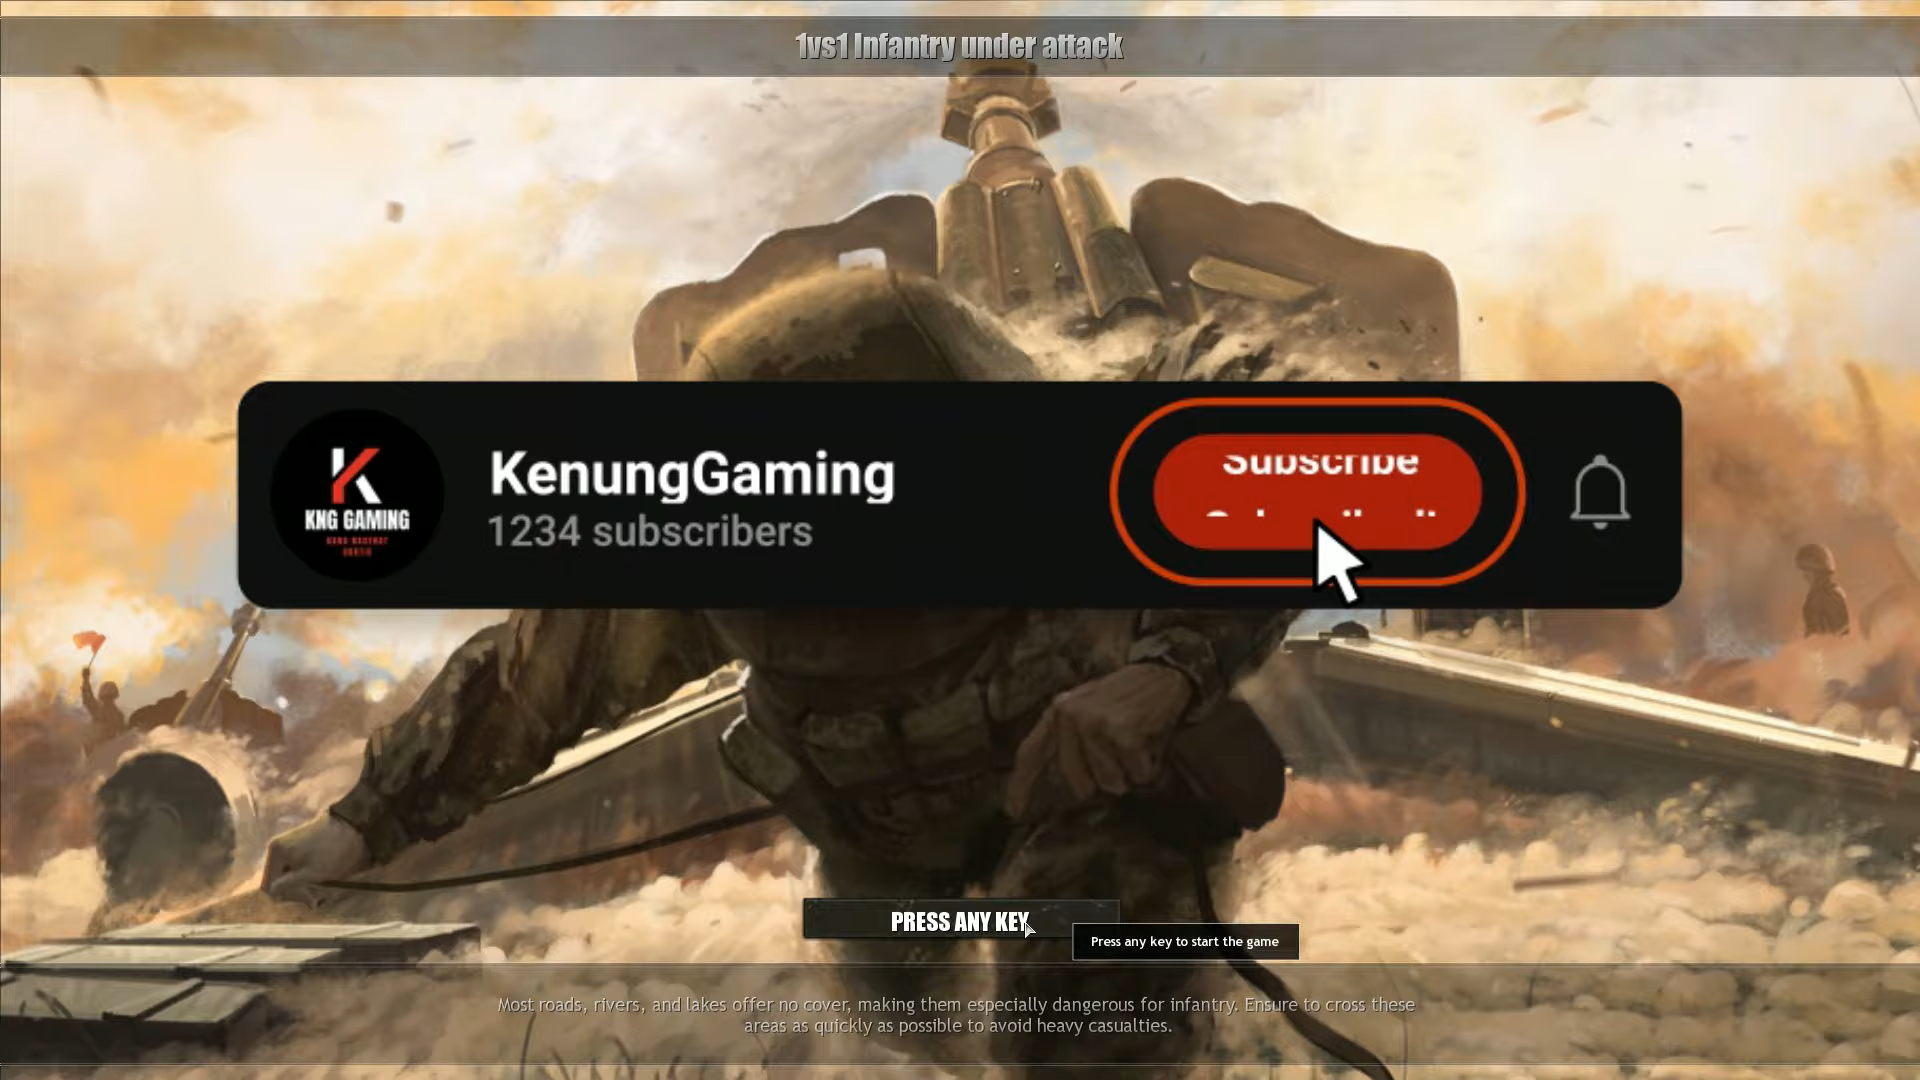 1vs1 Infantry under attack
KenungGaming
1234 subscribers
Subscribe
KNG GAMING
PRESS ANY KEY
Press any key to start the game
Most roads, rivers, and lakes offer no cover, making them especially dangerous for infantry. Ensure to cross these
areas as quickly as possible to avoid heavy casualties.